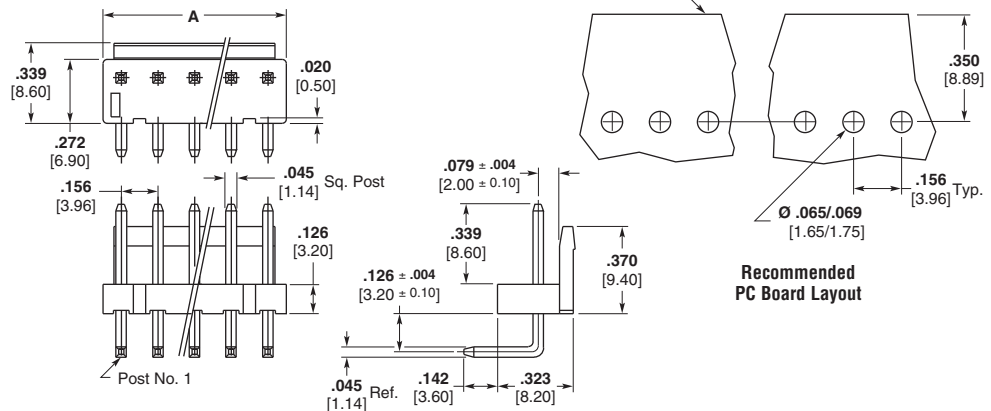 A
.339
[8.60]
.272
[6.90]
.020
[0.50]
.156
[3.96]
.045
[1.14] Sq. Post
.126
[3.20]
Post No. 1
.079 ± .004
[2.00 ± 0.10]
.339
[8.60]
.126 ± .004
[3.20 ± 0.10]
.370
[9.40]
.045
[1.14] Ref.
.142
[3.60]
.323
[8.20]
.350
[8.89]
.156
[3.96] Typ.
Ø .065/.069
[1.65/1.75]
Recommended
PC Board Layout